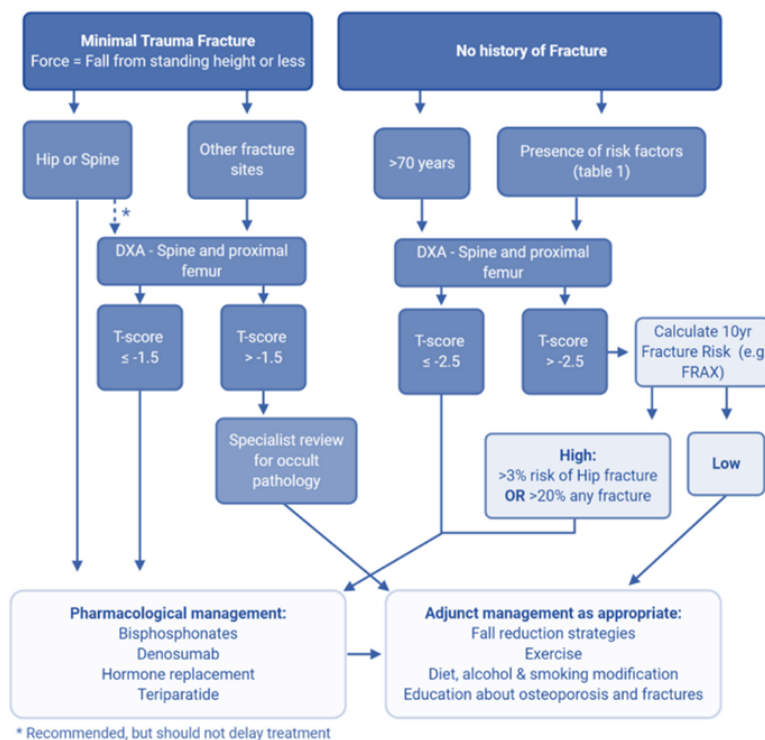 Minimal Trauma Fracture
Force = Fall from standing height or less
No history of Fracture
Hip or Spine
Other fracture
sites
>70 years
Presence of risk factors
(table 1)
*
DXA - Spine and proximal
femur
DXA - Spine and proximal
femur
T-score
≤ -1.5
T-score
> -1.5
T-score
≤ -2.5
T-score
> -2.5
Calculate 10yr
Fracture Risk (e.g
FRAX)
Specialist review
for occult
pathology
High:
>3% risk of Hip fracture
OR >20% any fracture
Low
Pharmacological management:
Bisphosphonates
Denosumab
Hormone replacement
Teriparatide
Adjunct management as appropriate:
Fall reduction strategies
Exercise
Diet, alcohol & smoking modification
Education about osteoporosis and fractures
* Recommended, but should not delay treatment